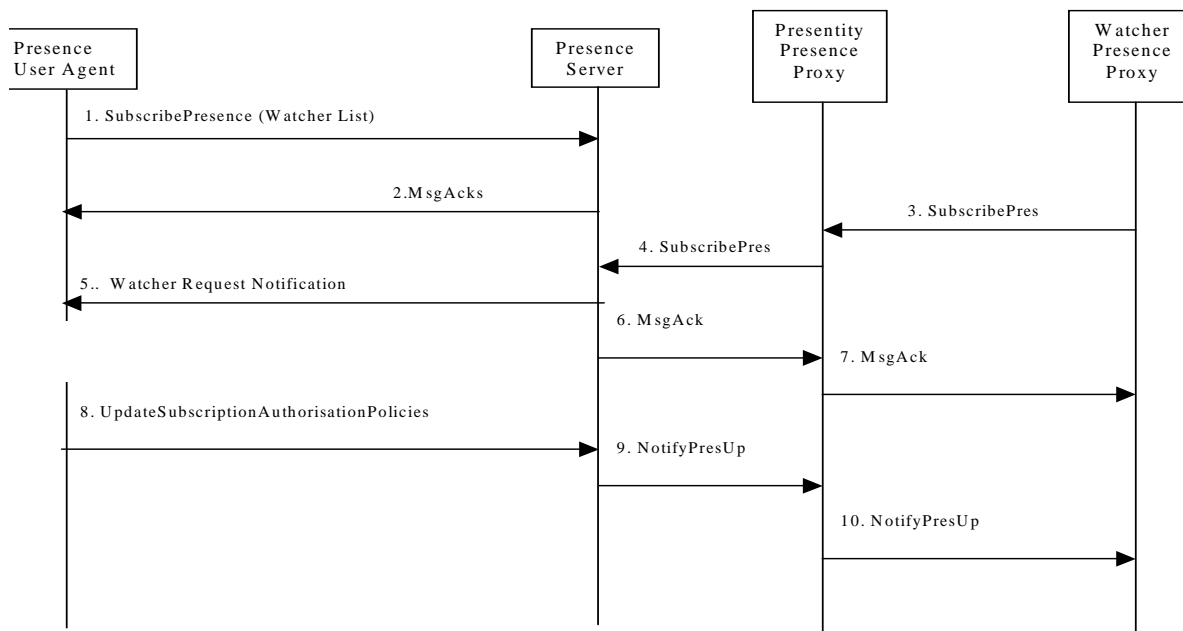 Presence
User Agent
Presence
Server
Presentity
Presence
Proxy
Watcher
Presence
Proxy
1. SubscribePresence (Watcher List)
2.MsgAcks
3. SubscribePres
4. SubscribePres
5.. Watcher Request Notification
6. MsgAck
7. MsgAck
8. UpdateSubscriptionAuthorisationPolicies
9. NotifyPresUp
10. NotifyPresUp